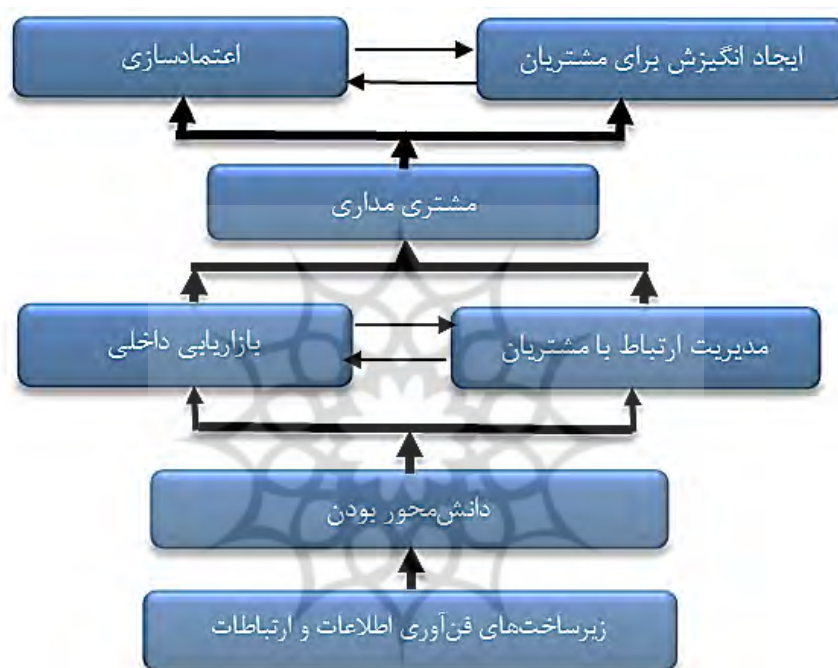 ایجاد انگیزش برای مشتریان
اعتمادسازی
مشتری مداری
مدیریت ارتباط با مشتریان
بازاریابی داخلی
دانش‌محور بودن
زیرساخت‌های فن‌آوری اطلاعات و ارتباطات